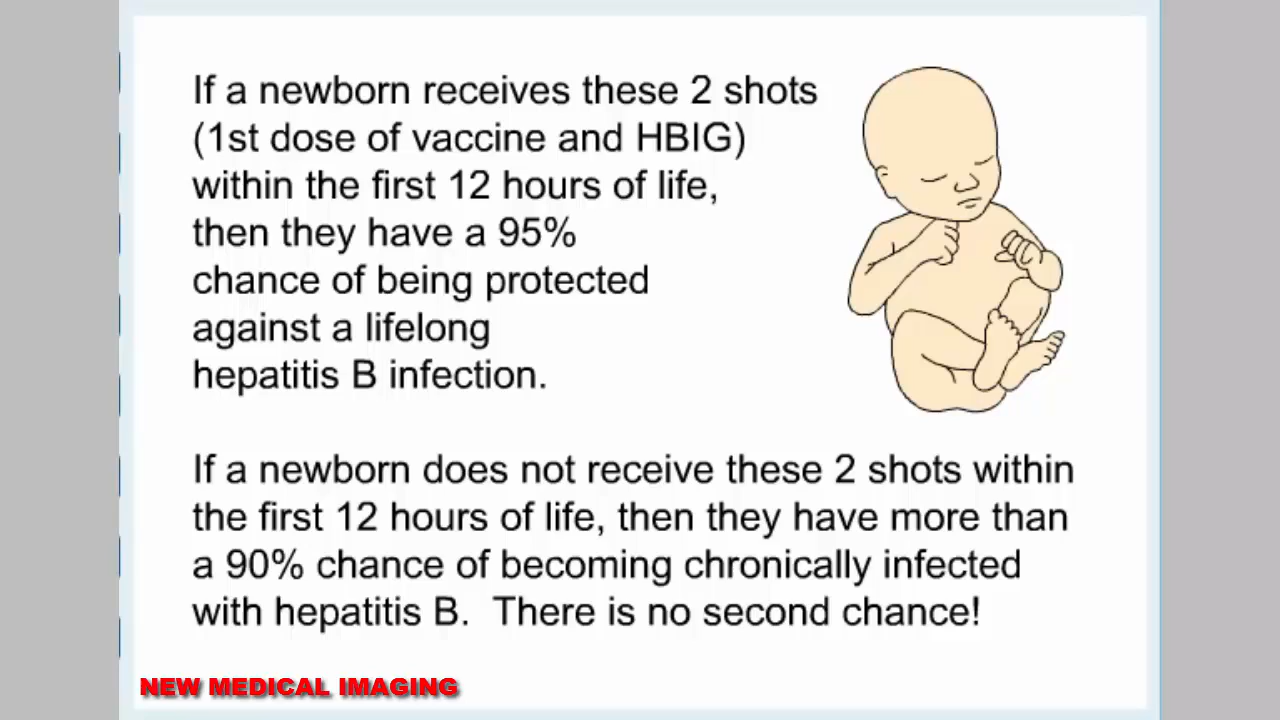 If a newborn receives these 2 shots
(1st dose of vaccine and HBIG)
within the first 12 hours of life,
then they have a 95%
chance of being protected
against a lifelong
hepatitis B infection.
If a newborn does not receive these 2 shots within
the first 12 hours of life, then they have more than
a 90% chance of becoming chronically infected
with hepatitis B.  There is no second chance!
NEW MEDICAL IMAGING